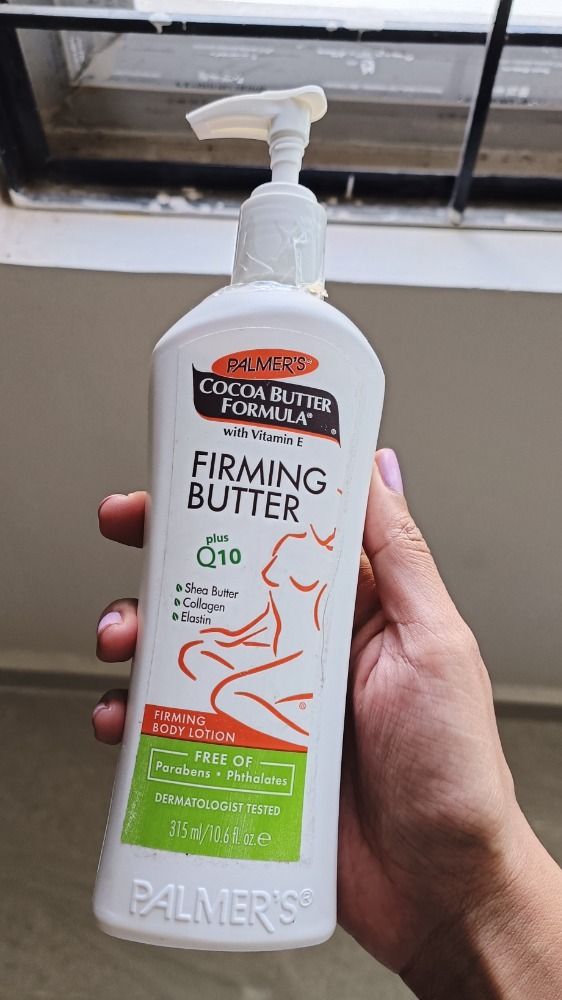 PALMER'S™
COCOA BUTTER
FORMULA®
with Vitamin E
FIRMING
BUTTER
plus
Q10
Shea Butter
Collagen
Elastin
FIRMING
BODY LOTION
FREE OF
Parabens • Phthalates
DERMATOLOGIST TESTED
315 ml/10.6 fl. oz. e
PALMER'S®